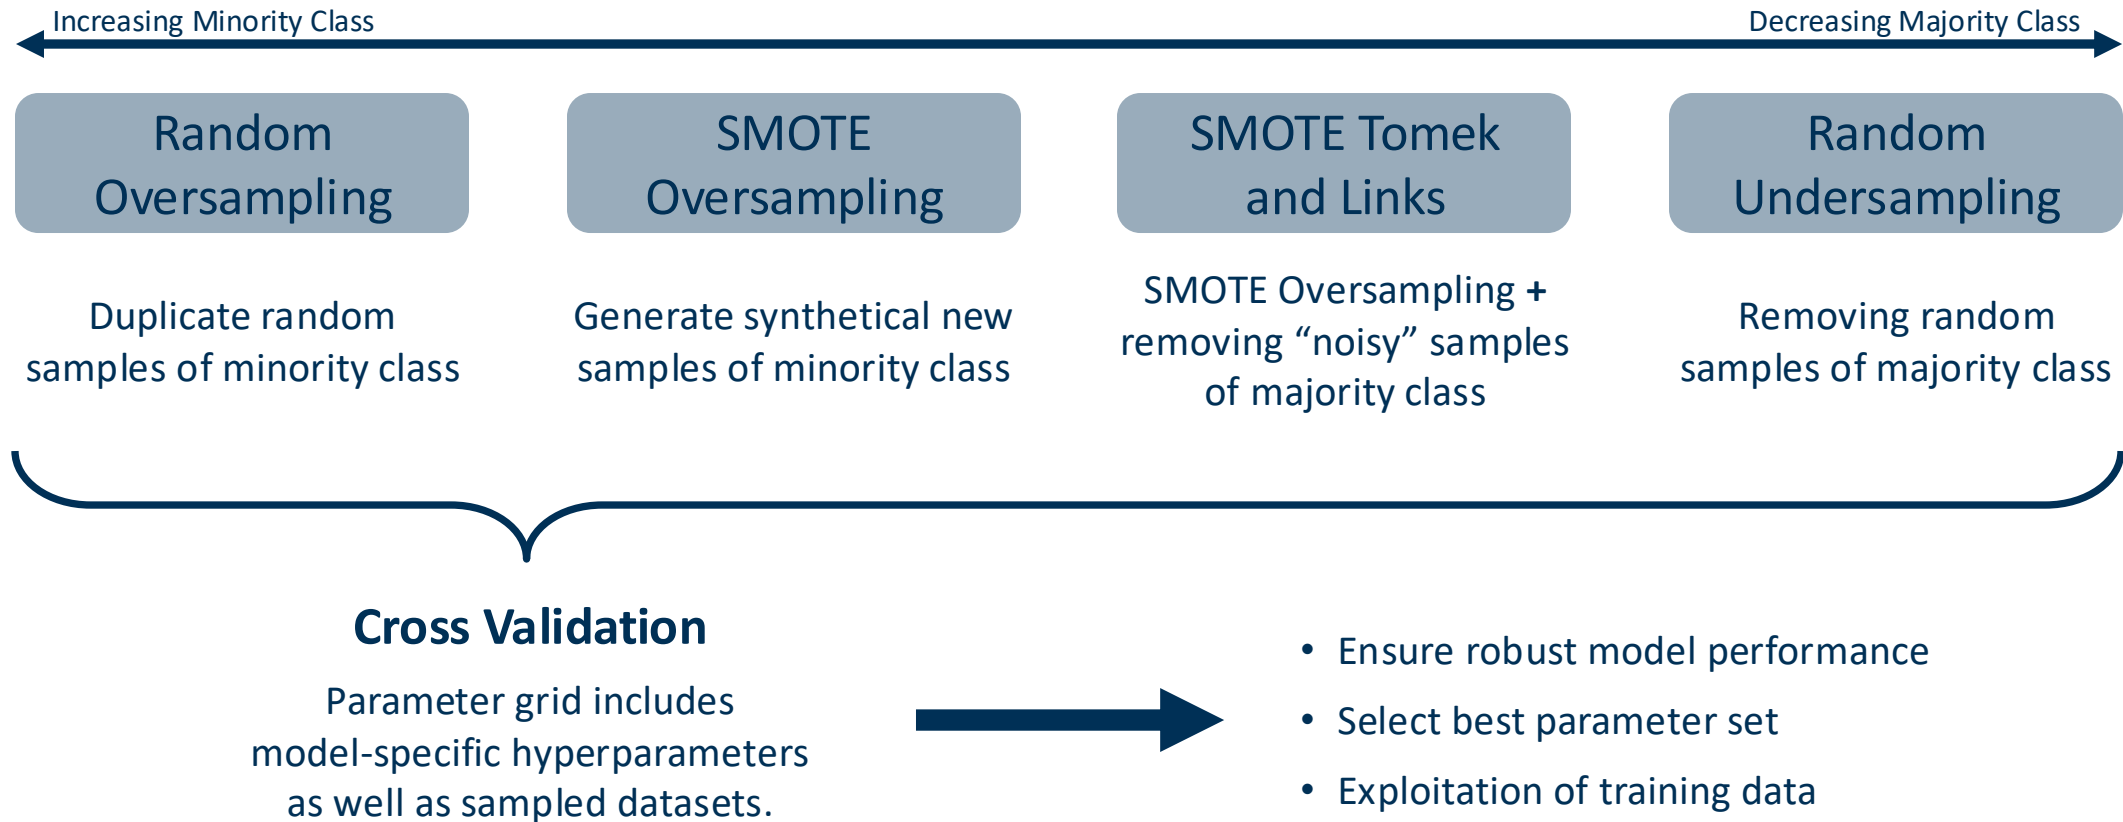 Increasing Minority Class
Decreasing Majority Class
Random
Oversampling
SMOTE
Oversampling
SMOTE Tomek
and Links
Random
Undersampling
Duplicate random
samples of minority class
Generate synthetical new
samples of minority class
SMOTE Oversampling +
removing “noisy” samples
of majority class
Removing random
samples of majority class
Cross Validation
Parameter grid includes
model-specific hyperparameters
as well as sampled datasets.
• Ensure robust model performance
• Select best parameter set
• Exploitation of training data